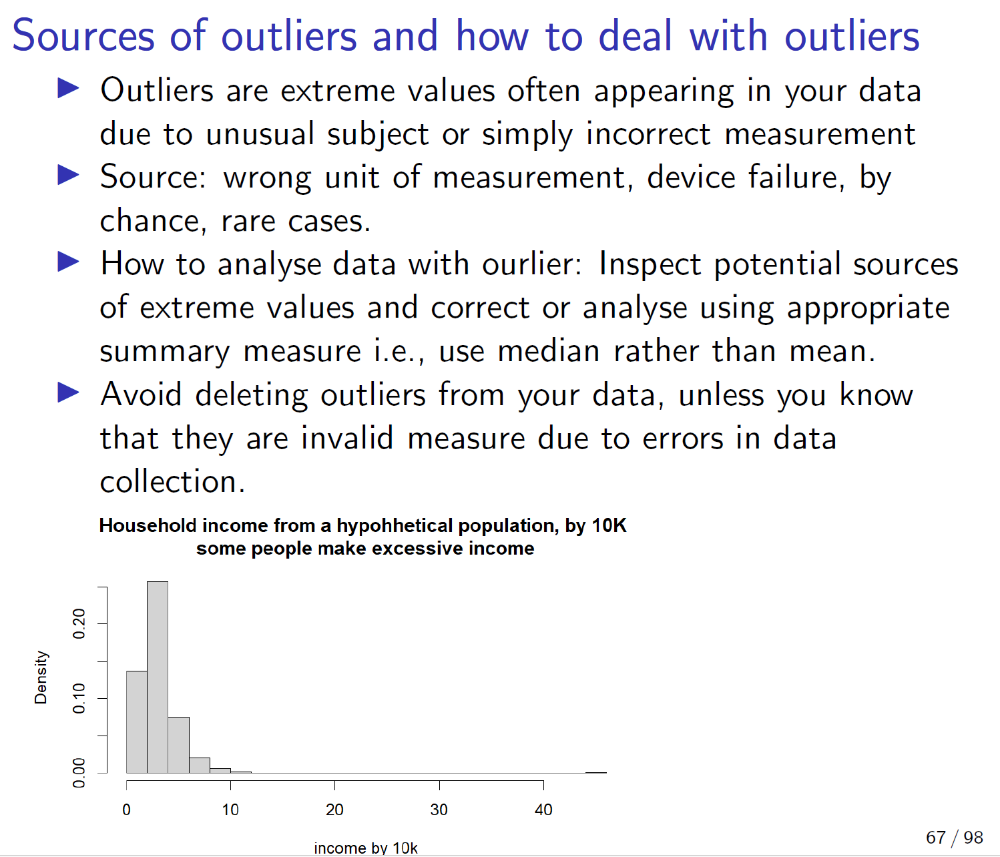 Sources of outliers and how to deal with outliers
Outliers are extreme values often appearing in your data
due to unusual subject or simply incorrect measurement
Source: wrong unit of measurement, device failure, by
chance, rare cases.
How to analyse data with ourlier: Inspect potential sources
of extreme values and correct or analyse using appropriate
summary measure i.e., use median rather than mean.
Avoid deleting outliers from your data, unless you know
that they are invalid measure due to errors in data
collection.
Household income from a hypohhetical population, by 10K
some people make excessive income
Density
0.20
0.10
0.00
0 10 20 30 40
income by 10k
67 / 98